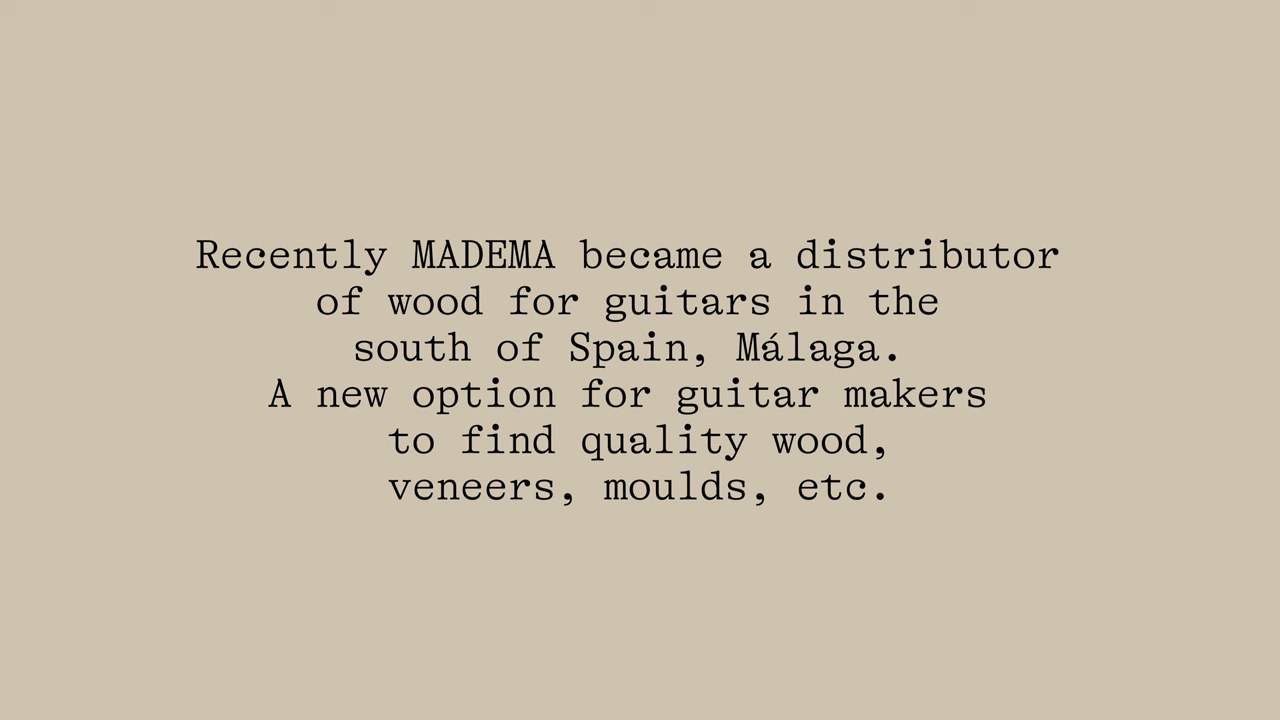 Recently MADEMA became a distributor
of wood for guitars in the
south of Spain, Málaga.
A new option for guitar makers
to find quality wood,
veneers, moulds, etc.